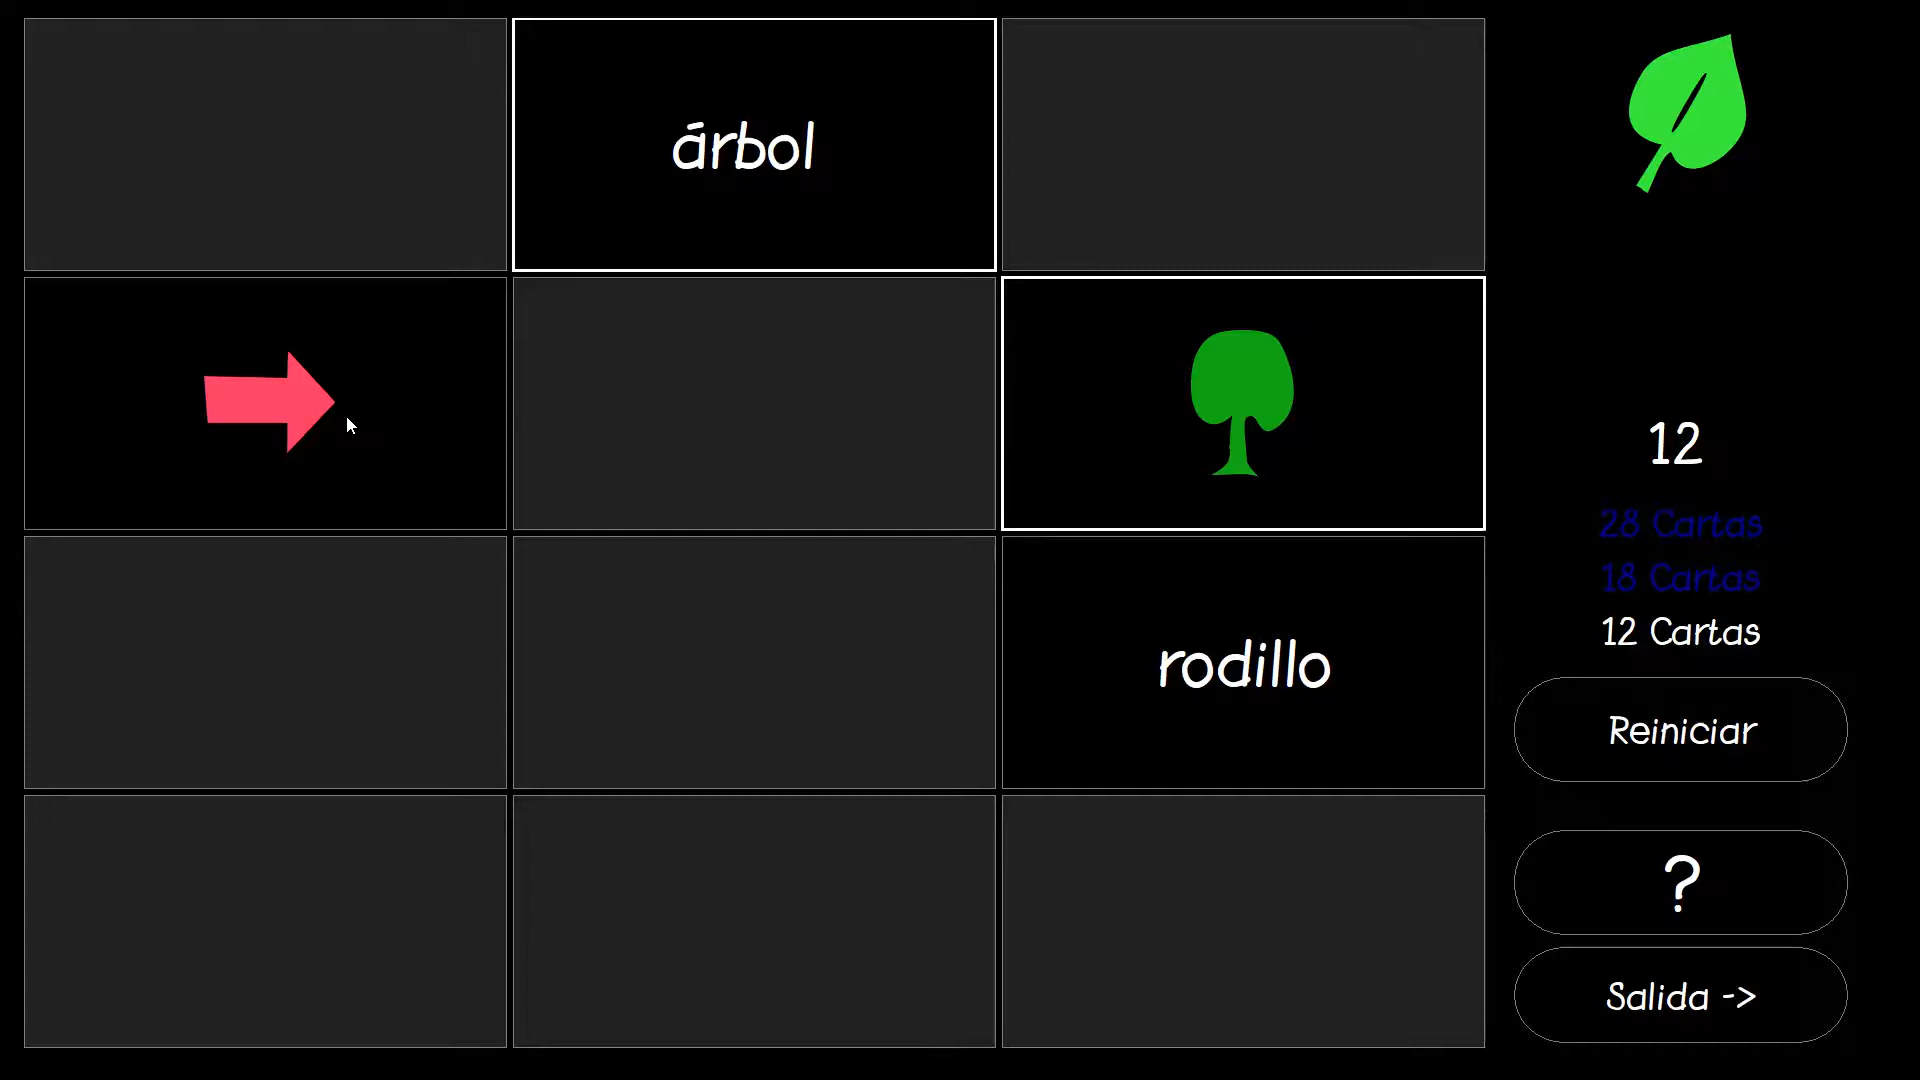 árbol
rodillo
12
28 Cartas
18 Cartas
12 Cartas
Reiniciar
?
Salida ->